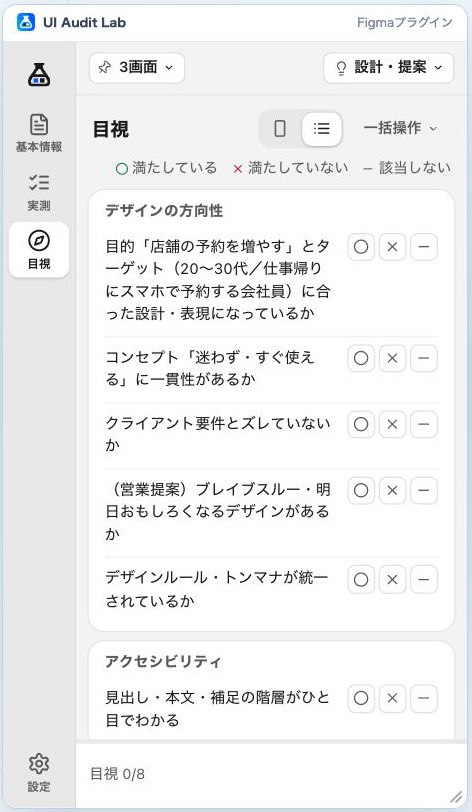 UI Audit Lab
Figmaプラグイン
3画面
設計・提案
基本情報
実測
目視
設定
目視
一括操作
○ 満たしている × 満たしていない − 該当しない
デザインの方向性
目的「店舗の予約を増やす」とタ
ーゲット（20〜30代／仕事帰り
にスマホで予約する会社員）に合
った設計・表現になっているか
コンセプト「迷わず・すぐ使え
る」に一貫性があるか
クライアント要件とズレていない
か
（営業提案）ブレイブスルー・明
日おもしろくなるデザインがある
か
デザインルール・トンマナが統一
されているか
アクセシビリティ
見出し・本文・補足の階層がひと
目でわかる
目視 0/8